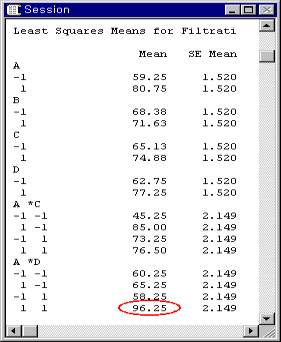 Session
Least Squares Means for Filtrati
Mean SE Mean
A
-1 59.25 1.520
1 80.75 1.520
B
-1 68.38 1.520
1 71.63 1.520
C
-1 65.13 1.520
1 74.88 1.520
D
-1 62.75 1.520
1 77.25 1.520
A *C
-1 -1 45.25 2.149
1 -1 85.00 2.149
-1 1 73.25 2.149
1 1 76.50 2.149
A *D
-1 -1 60.25 2.149
1 -1 65.25 2.149
-1 1 58.25 2.149
1 1 96.25 2.149